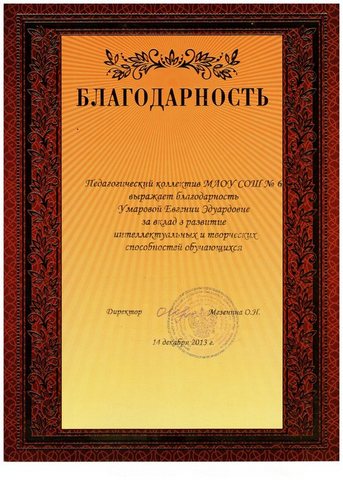 БЛАГОДАРНОСТЬ
Педагогический коллектив МАОУ СОШ № 6
выражает благодарность
Умаровой Евгении Эдуардовне
за вклад в развитие
интеллектуальных и творческих
способностей обучающихся
Директор Мезенина О.Н.
14 декабря 2013 г.